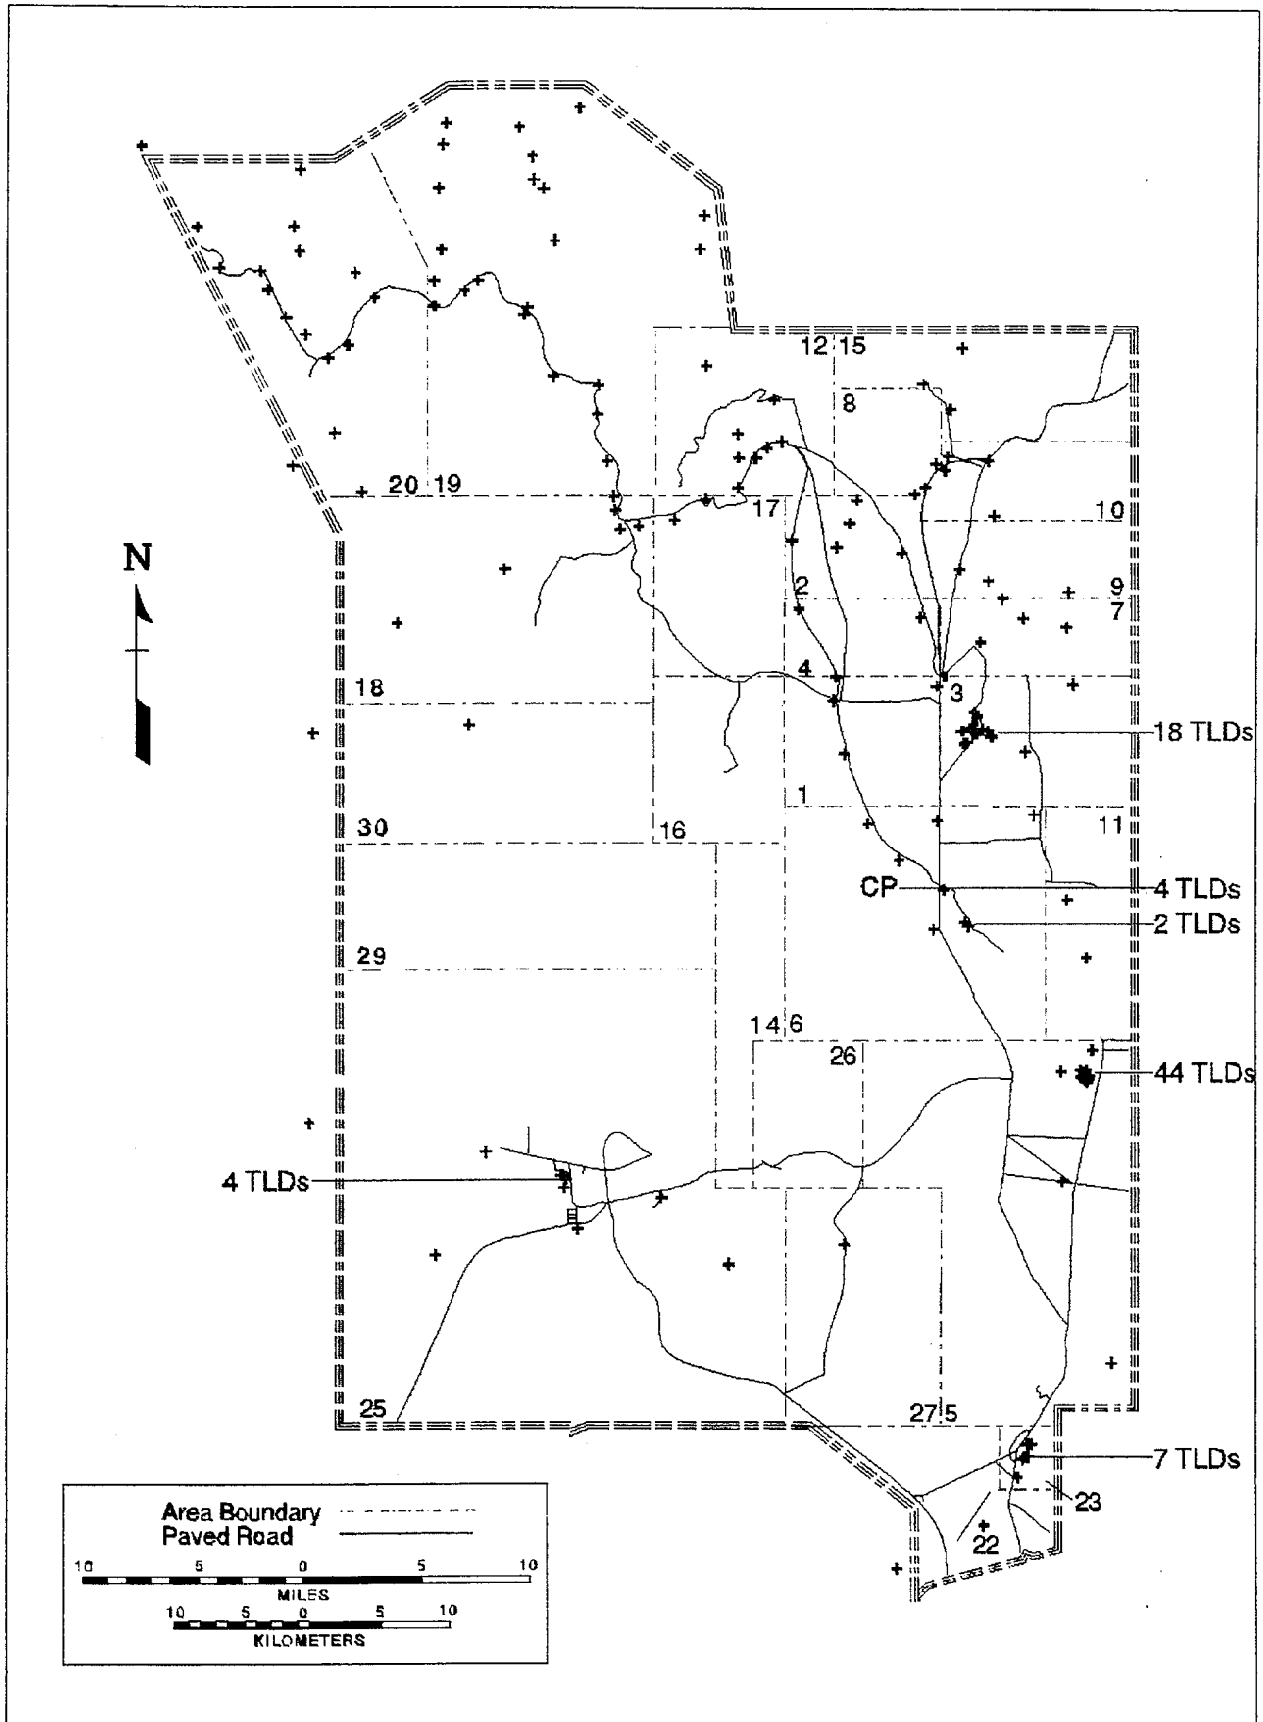 12 15
8
20 19
17
10
N
2
9
7
18
4
3
18 TLDs
1
11
30
16
CP
4 TLDs
2 TLDs
29
14 6
26
44 TLDs
4 TLDs
25
27 5
7 TLDs
23
22
Area Boundary
Paved Road
10 5 0 5 10
MILES
10 5 0 5 10
KILOMETERS